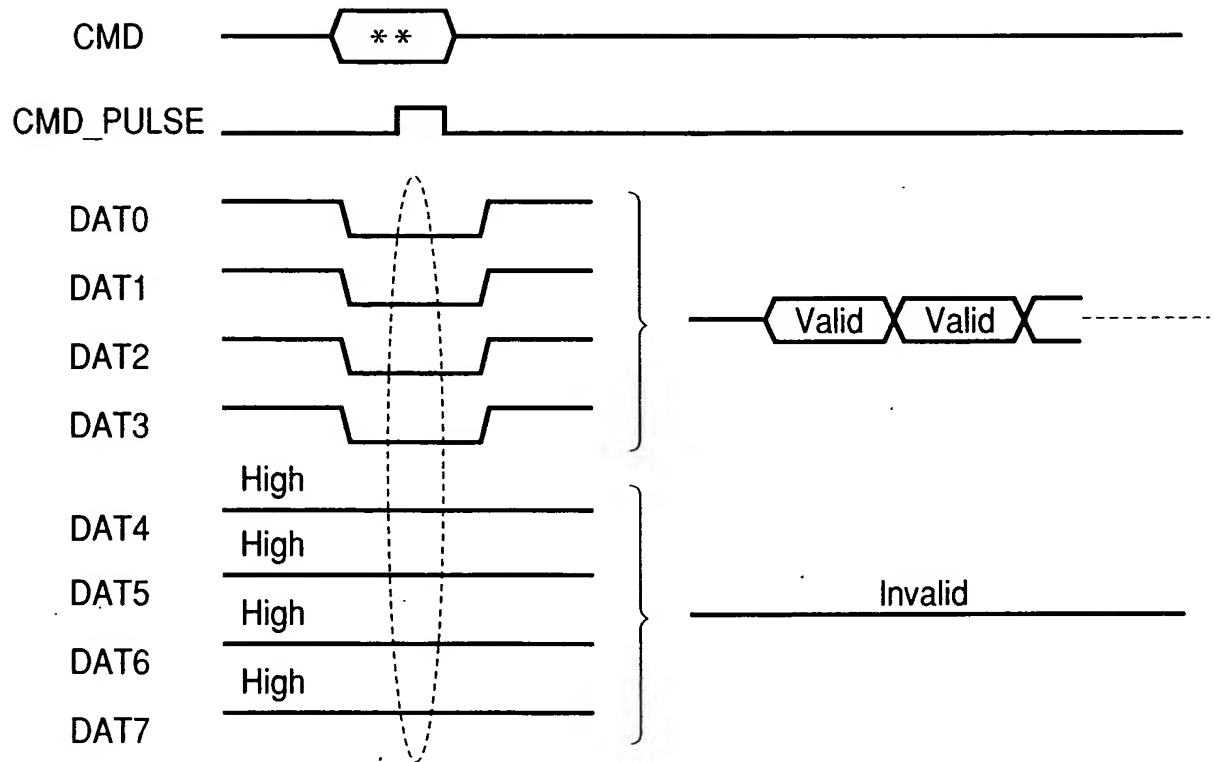 CMD
**
CMD_PULSE
DAT0
DAT1
Valid
Valid
DAT2
DAT3
High
DAT4
High
DAT5
High
Invalid
DAT6
High
DAT7